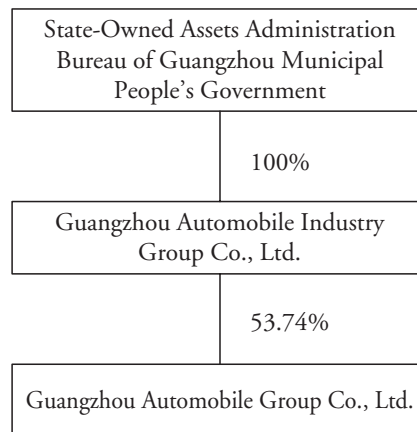 State-Owned Assets Administration
Bureau of Guangzhou Municipal
People’s Government
100%
Guangzhou Automobile Industry
Group Co., Ltd.
53.74%
Guangzhou Automobile Group Co., Ltd.